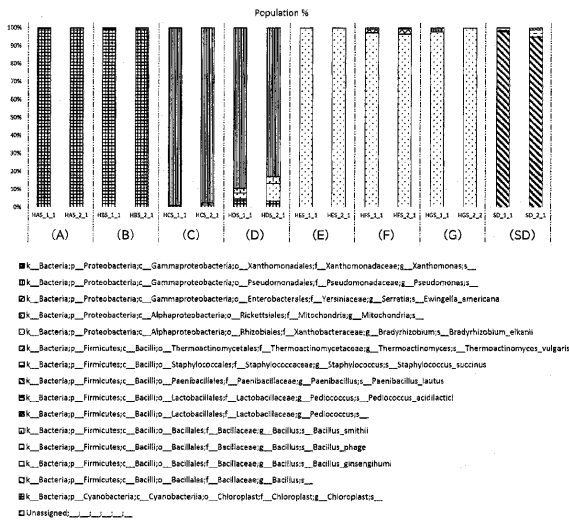 Population %
100%
90%
80%
70%
60%
50%
40%
30%
20%
10%
0%
HAS_1_1 HAS_2_1 HBS_1_1 HBS_2_1 HCS_1_1 HCS_2_1 HDS_1_1 HDS_2_1 HES_1_1 HES_2_1 HFS_1_1 HFS_2_1 HGS_1_1 HGS_2_2 SD_1_1 SD_2_1
(A) (B) (C) (D) (E) (F) (G) (SD)
k__Bacteria;p__Proteobacteria;c__Gammaproteobacteria;o__Xanthomonadales;f__Xanthomonadaceae;g__Xanthomonas;s__
k__Bacteria;p__Proteobacteria;c__Gammaproteobacteria;o__Pseudomonadales;f__Pseudomonadaceae;g__Pseudomonas;s__
k__Bacteria;p__Proteobacteria;c__Gammaproteobacteria;o__Enterobacterales;f__Yersiniaceae;g__Serretia;s__Ewingella_americana
k__Bacteria;p__Proteobacteria;c__Alphaproteobacteria;o__Rickettsiales;f__Mitochondria;g__Mitochondria;s__
k__Bacteria;p__Proteobacteria;c__Alphaproteobacteria;o__Rhizobiales;f__Xanthobacteraceae;g__Bradyrhizobium;s__Bradyrhizobium_elkanii
k__Bacteria;p__Firmicutes;c__Bacilli;o__Thermoactinomycetales;f__Thermoactinomycetaceae;g__Thermoactinomyces;s__Thermoactinomyces_vulgaris
k__Bacteria;p__Firmicutes;c__Bacilli;o__Staphylococcales;f__Staphylococcaceae;g__Staphylococcus;s__Staphylococcus_succinus
k__Bacteria;p__Firmicutes;c__Bacilli;o__Paenibacillales;f__Paenibacillaceae;g__Paenibacillus;s__Paenibacillus_lautus
k__Bacteria;p__Firmicutes;c__Bacilli;o__Lactobacillales;f__Lactobacillaceae;g__Pediococcus;s__Pediococcus_acidilactici
k__Bacteria;p__Firmicutes;c__Bacilli;o__Lactobacillales;f__Lactobacillaceae;g__Pediococcus;s__
k__Bacteria;p__Firmicutes;c__Bacilli;o__Bacillales;f__Bacillaceae;g__Bacillus;s__Bacillus_smithii
k__Bacteria;p__Firmicutes;c__Bacilli;o__Bacillales;f__Bacillaceae;g__Bacillus;s__Bacillus_phage
k__Bacteria;p__Firmicutes;c__Bacilli;o__Bacillales;f__Bacillaceae;g__Bacillus;s__Bacillus_ginsengihumi
k__Bacteria;p__Firmicutes;c__Bacilli;o__Bacillales;f__Bacillaceae;g__Bacillus;s__
k__Bacteria;p__Cyanobacteria;c__Cyanobacteriia;o__Chloroplast;f__Chloroplast;g__Chloroplast;s__
Unassigned;__;__;__;__;__;__